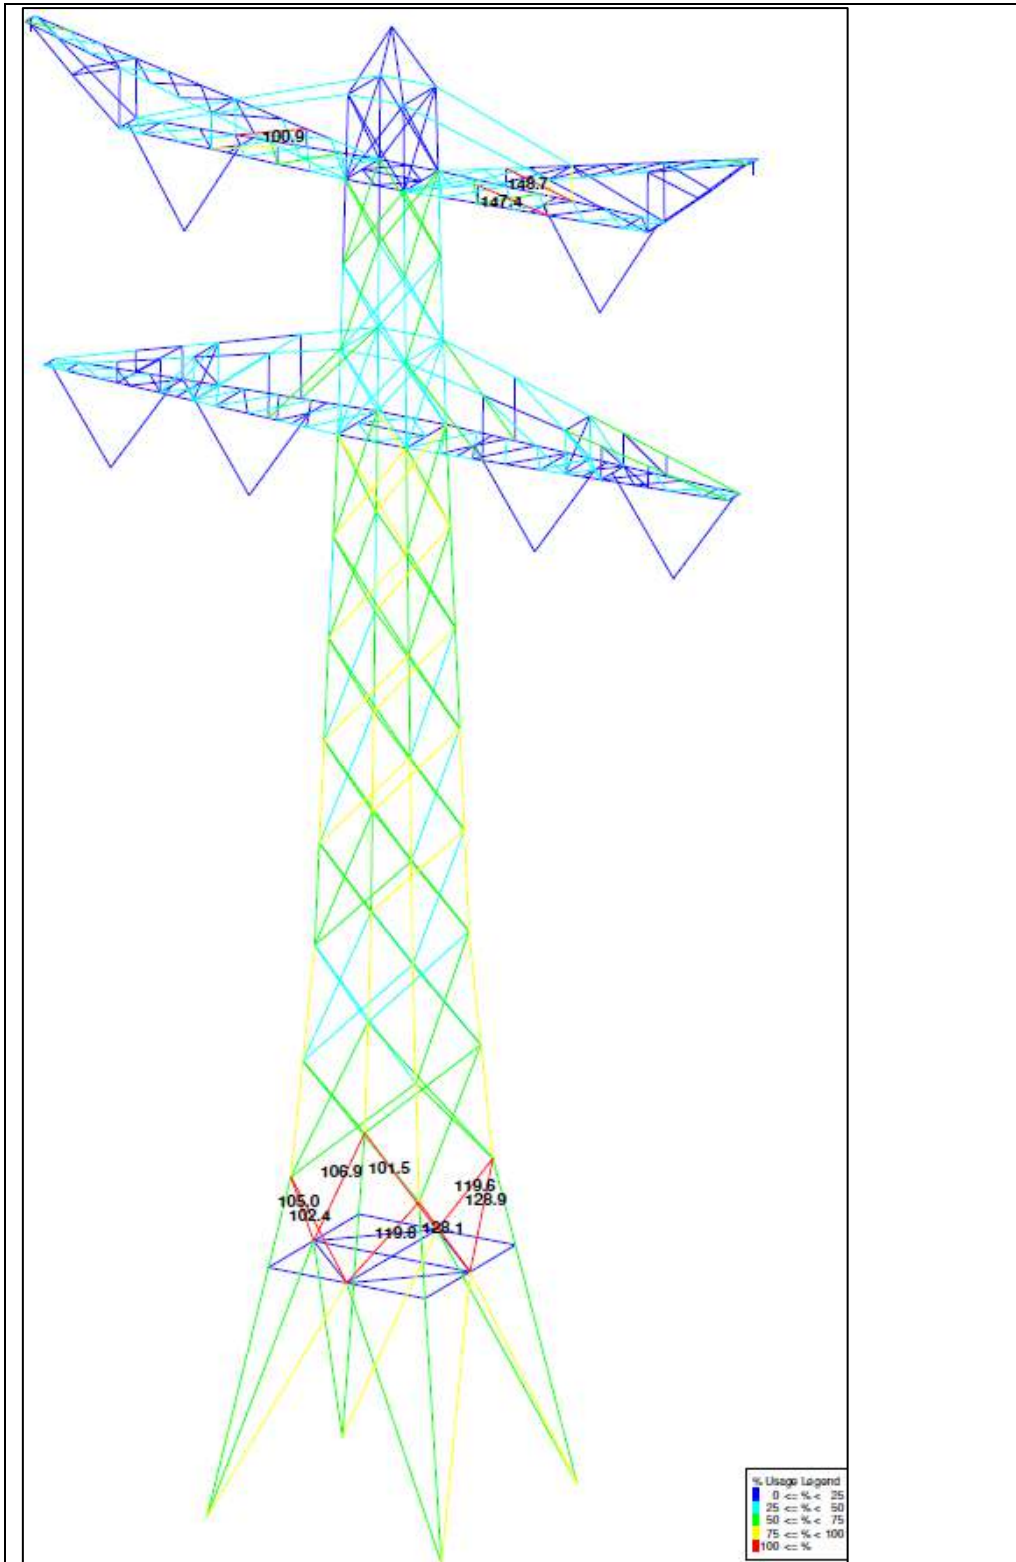 100.9
148.7
147.4
106.9
101.5
119.6
128.9
105.0
102.4
119.8
128.1
% Usage Legend
0 <= % < 25
25 <= % < 50
50 <= % < 75
75 <= % < 100
100 <= %